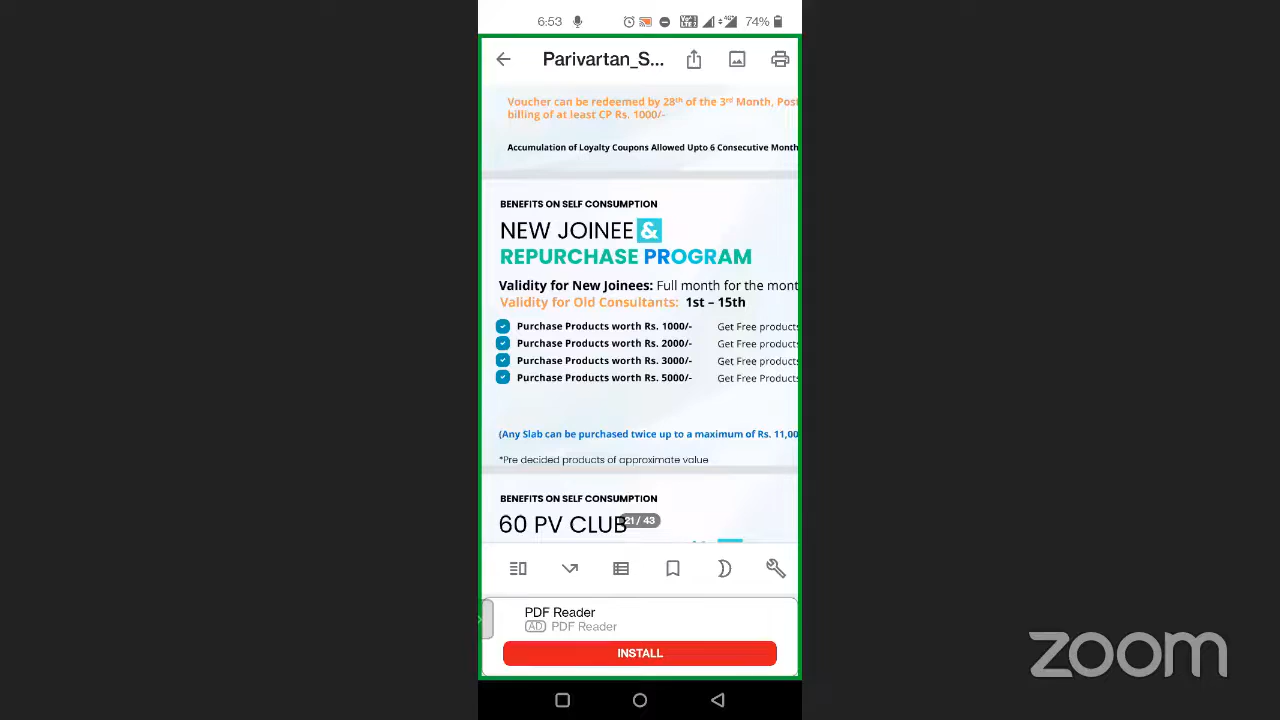 6:53
74%
Parivartan_S...
Voucher can be redeemed by 28th of the 3rd Month, Post
billing of at least CP Rs. 1000/-
Accumulation of Loyalty Coupons Allowed Upto 6 Consecutive Month
BENEFITS ON SELF CONSUMPTION
NEW JOINEE &
REPURCHASE PROGRAM
Validity for New Joinees: Full month for the mont
Validity for Old Consultants: 1st – 15th
Purchase Products worth Rs. 1000/- Get Free products
Purchase Products worth Rs. 2000/- Get Free products
Purchase Products worth Rs. 3000/- Get Free products
Purchase Products worth Rs. 5000/- Get Free Products
(Any Slab can be purchased twice up to a maximum of Rs. 11,00
*Pre decided products of approximate value
BENEFITS ON SELF CONSUMPTION
60 PV CLUB
21 / 43
PDF Reader
AD PDF Reader
INSTALL
zoom